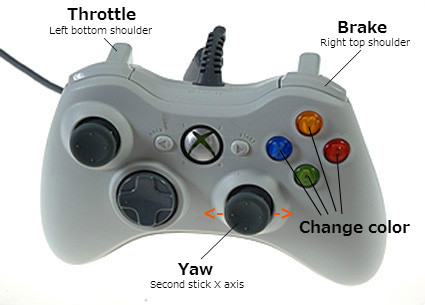 Throttle
Left bottom shoulder
Brake
Right top shoulder
Change color
Yaw
Second stick X axis